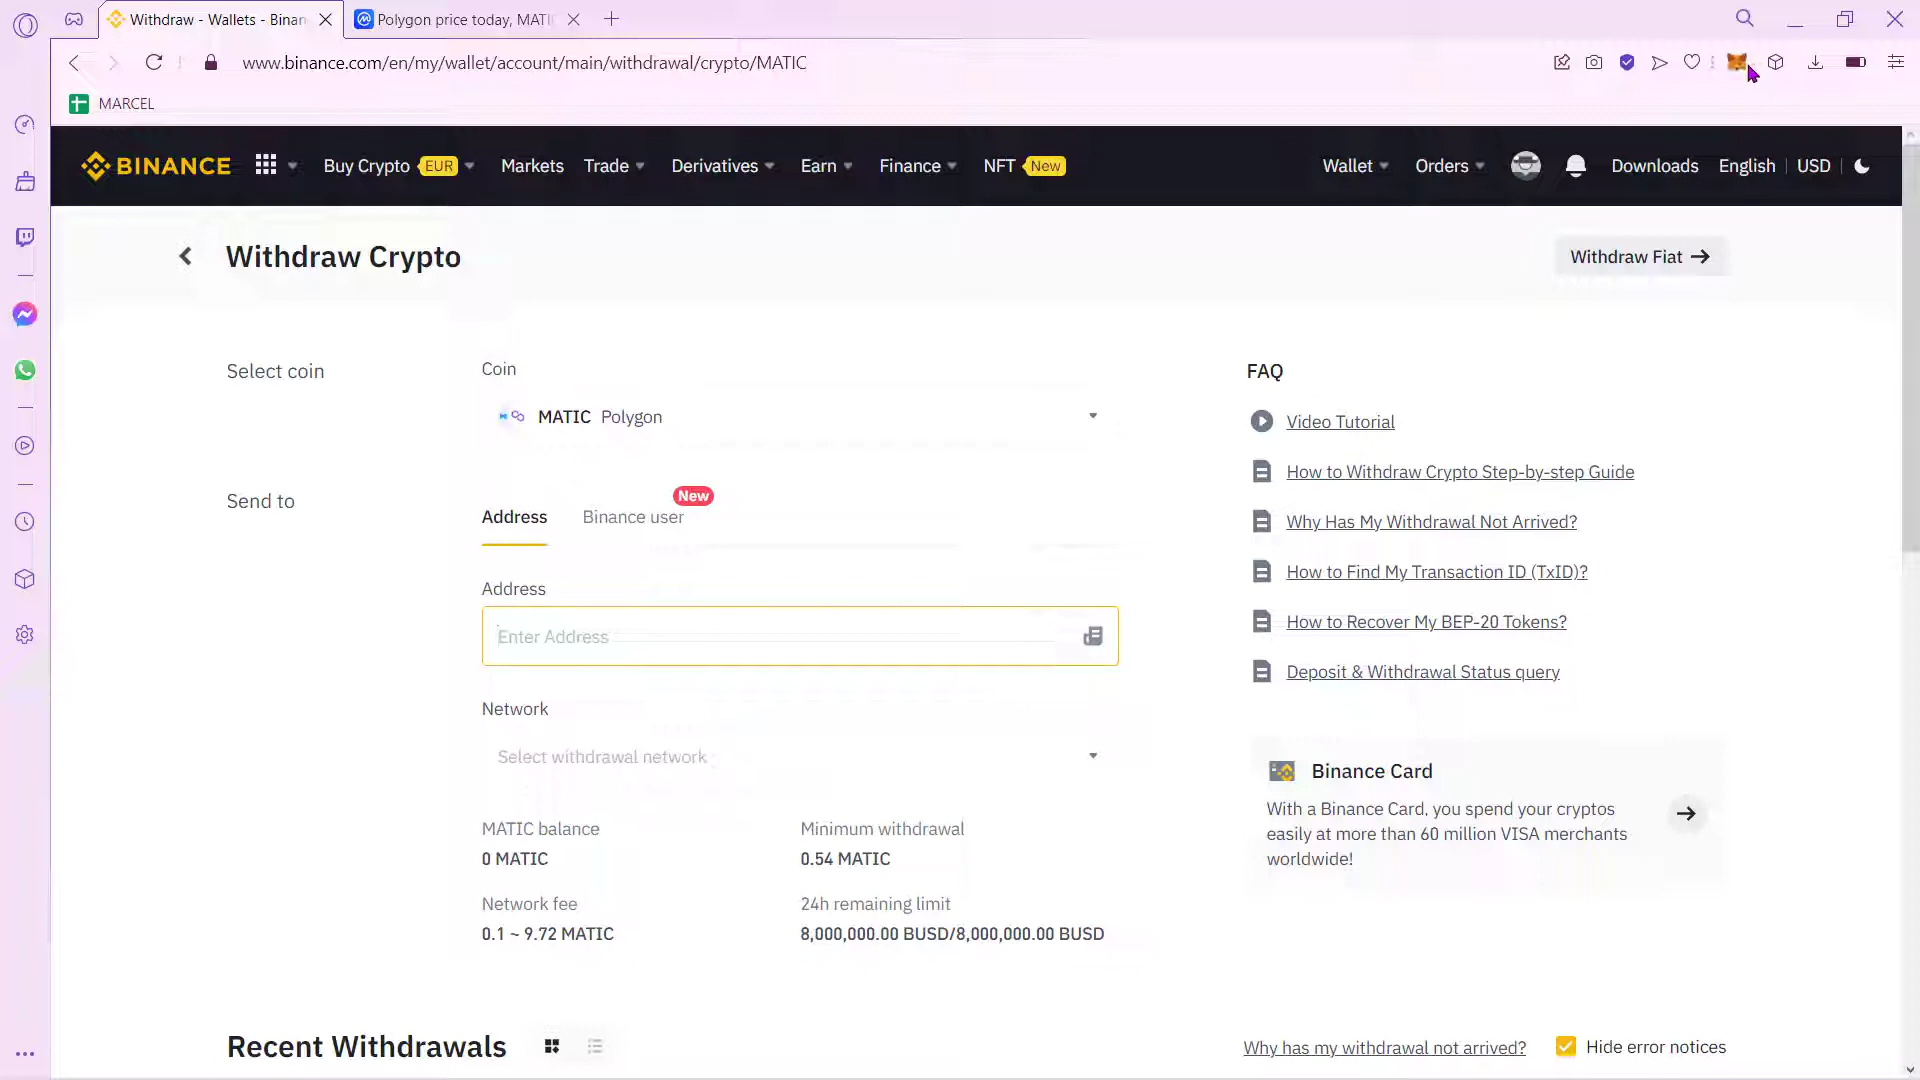 Withdraw - Wallets - Binan
Polygon price today, MATI
www.binance.com/en/my/wallet/account/main/withdrawal/crypto/MATIC
MARCEL
BINANCE
Buy Crypto EUR
Markets
Trade
Derivatives
Earn
Finance
NFT New
Wallet
Orders
Downloads
English
USD
Withdraw Crypto
Withdraw Fiat
Select coin
Coin
MATIC Polygon
Send to
Address
Binance user
New
Address
Enter Address
Network
Select withdrawal network
MATIC balance
0 MATIC
Minimum withdrawal
0.54 MATIC
Network fee
0.1 ~ 9.72 MATIC
24h remaining limit
8,000,000.00 BUSD/8,000,000.00 BUSD
FAQ
Video Tutorial
How to Withdraw Crypto Step-by-step Guide
Why Has My Withdrawal Not Arrived?
How to Find My Transaction ID (TxID)?
How to Recover My BEP-20 Tokens?
Deposit & Withdrawal Status query
Binance Card
With a Binance Card, you spend your cryptos
easily at more than 60 million VISA merchants
worldwide!
Recent Withdrawals
Why has my withdrawal not arrived?
Hide error notices